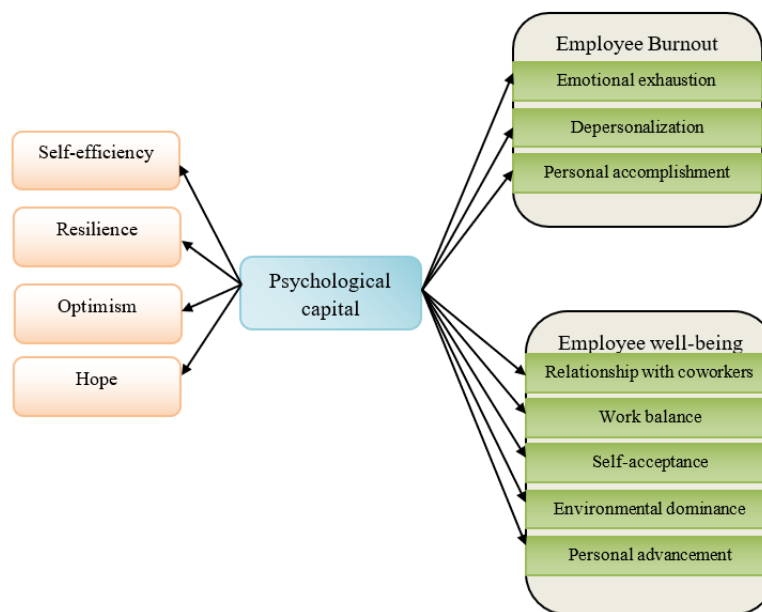 Self-efficiency
Resilience
Optimism
Hope
Psychological
capital
Employee Burnout
Emotional exhaustion
Depersonalization
Personal accomplishment
Employee well-being
Relationship with coworkers
Work balance
Self-acceptance
Environmental dominance
Personal advancement